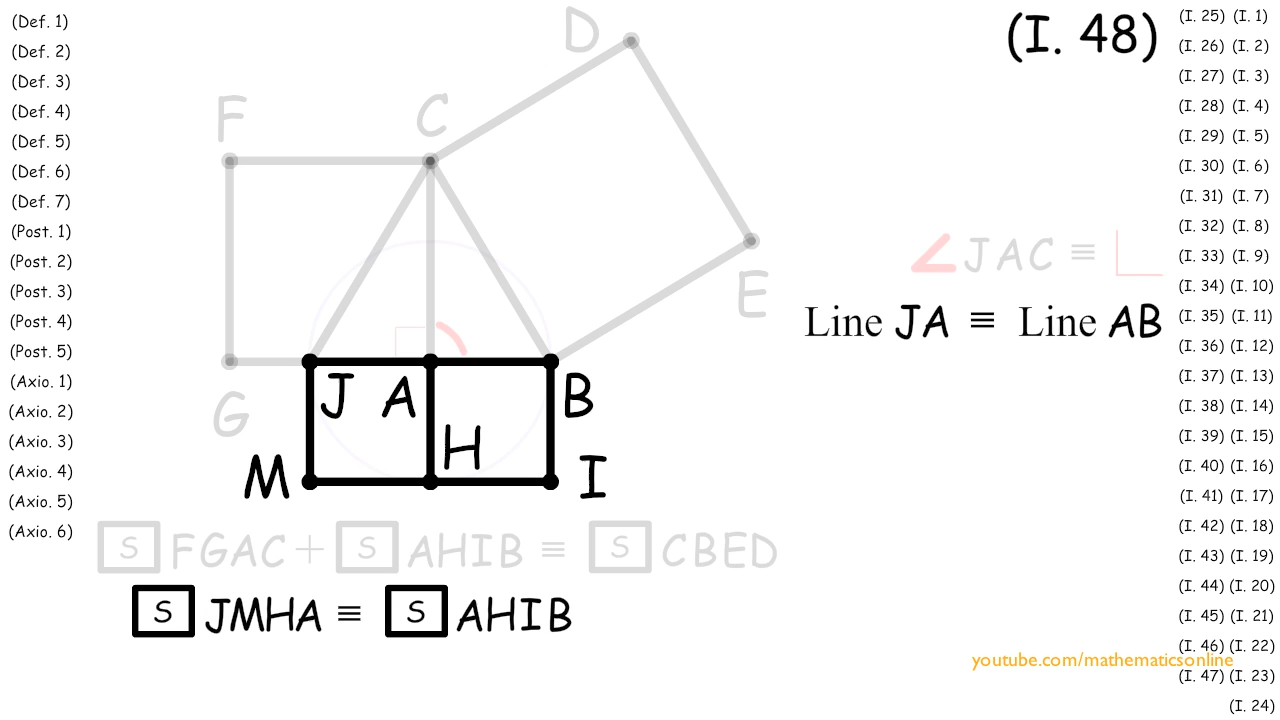 (Def. 1)
(Def. 2)
(Def. 3)
(Def. 4)
(Def. 5)
(Def. 6)
(Def. 7)
(Post. 1)
(Post. 2)
(Post. 3)
(Post. 4)
(Post. 5)
(Axio. 1)
(Axio. 2)
(Axio. 3)
(Axio. 4)
(Axio. 5)
(Axio. 6)
D
F
C
E
G
J A
B
H
M
I
S FGAC + S AHIB ≡ S CBED
S JMHA ≡ S AHIB
(I. 48)
∠JAC ≡ ∟
Line JA ≡ Line AB
youtube.com/mathematicsonline
(I. 25) (I. 1)
(I. 26) (I. 2)
(I. 27) (I. 3)
(I. 28) (I. 4)
(I. 29) (I. 5)
(I. 30) (I. 6)
(I. 31) (I. 7)
(I. 32) (I. 8)
(I. 33) (I. 9)
(I. 34) (I. 10)
(I. 35) (I. 11)
(I. 36) (I. 12)
(I. 37) (I. 13)
(I. 38) (I. 14)
(I. 39) (I. 15)
(I. 40) (I. 16)
(I. 41) (I. 17)
(I. 42) (I. 18)
(I. 43) (I. 19)
(I. 44) (I. 20)
(I. 45) (I. 21)
(I. 46) (I. 22)
(I. 47) (I. 23)
(I. 24)